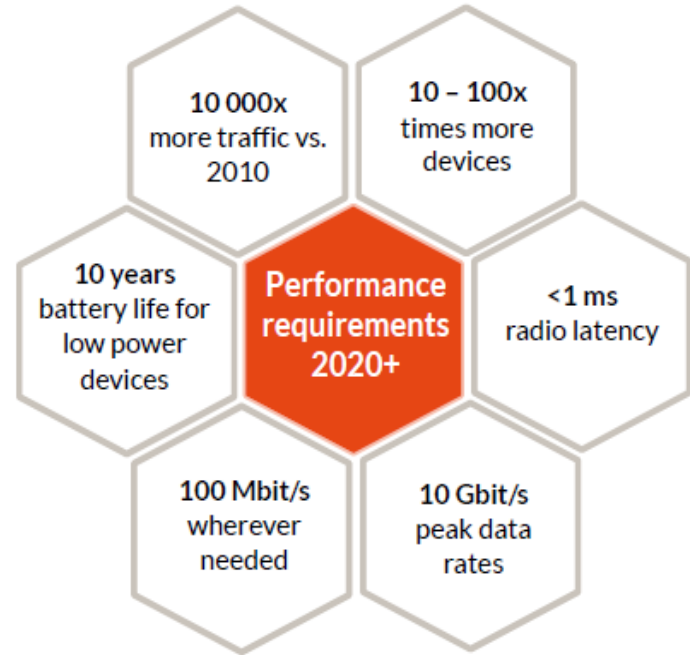 10 000x
more traffic vs.
2010
10 – 100x
times more
devices
10 years
battery life for
low power
devices
Performance
requirements
2020+
<1 ms
radio latency
100 Mbit/s
wherever
needed
10 Gbit/s
peak data
rates